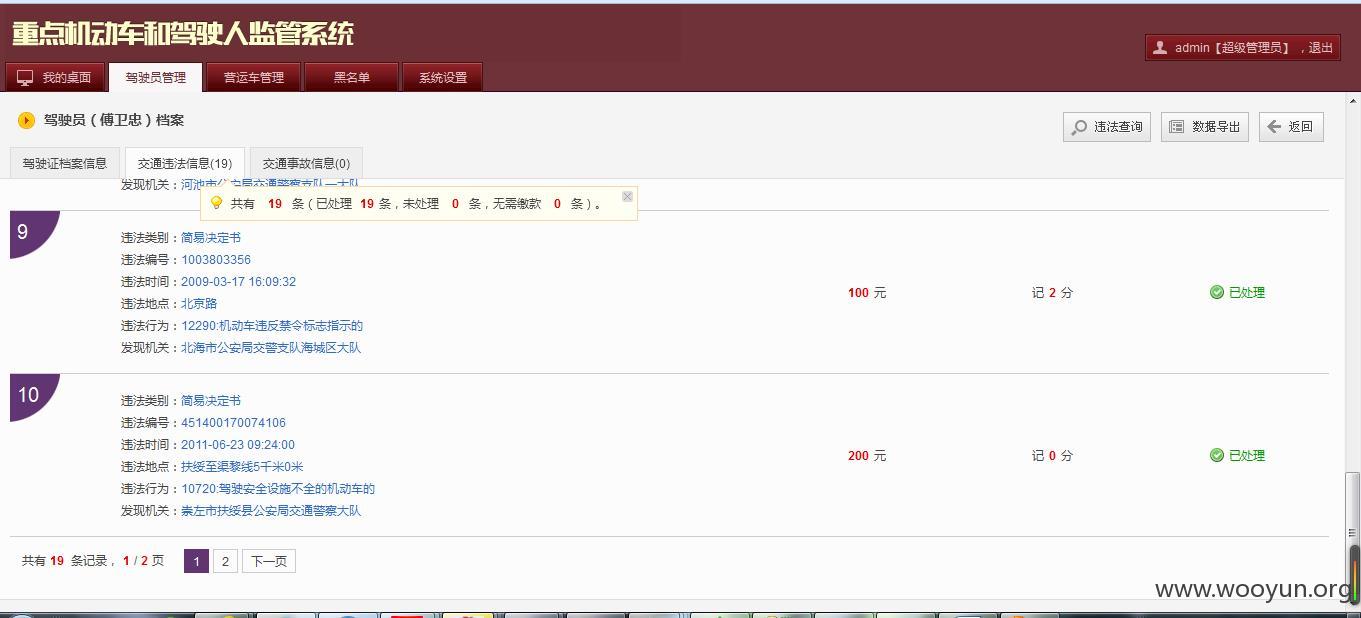 重点机动车和驾驶人监管系统
admin【超级管理员】 ，退出
我的桌面 驾驶员管理 营运车管理 黑名单 系统设置
驾驶员（傅卫忠）档案
违法查询 数据导出 返回
驾驶证档案信息 交通违法信息(19) 交通事故信息(0)
发现机关：河池市公安局交通警察支队一大队
共有 19 条（已处理 19 条，未处理 0 条，无需缴款 0 条）。
9
违法类别：简易决定书
违法编号：1003803356
违法时间：2009-03-17 16:09:32
100 元 记 2 分 已处理
违法地点：北京路
违法行为：12290:机动车违反禁令标志指示的
发现机关：北海市公安局交警支队海城区大队
10
违法类别：简易决定书
违法编号：451400170074106
违法时间：2011-06-23 09:24:00
200 元 记 0 分 已处理
违法地点：扶绥至渠黎线5千米0米
违法行为：10720:驾驶安全设施不全的机动车的
发现机关：崇左市扶绥县公安局交通警察大队
共有 19 条记录， 1 / 2 页 1 2 下一页
www.wooyun.org